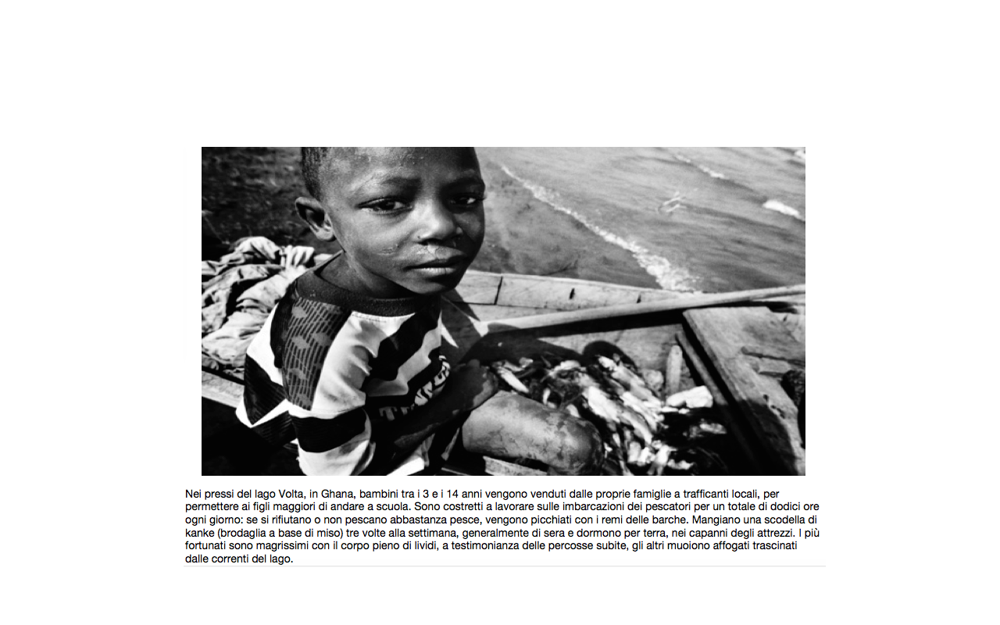 Nei pressi del lago Volta, in Ghana, bambini tra i 3 e i 14 anni vengono venduti dalle proprie famiglie a trafficanti locali, per
permettere ai figli maggiori di andare a scuola. Sono costretti a lavorare sulle imbarcazioni dei pescatori per un totale di dodici ore
ogni giorno: se si rifiutano o non pescano abbastanza pesce, vengono picchiati con i remi delle barche. Mangiano una scodella di
kanke (brodaglia a base di miso) tre volte alla settimana, generalmente di sera e dormono per terra, nei capanni degli attrezzi. I più
fortunati sono magrissimi con il corpo pieno di lividi, a testimonianza delle percosse subite, gli altri muoiono affogati trascinati
dalle correnti del lago.